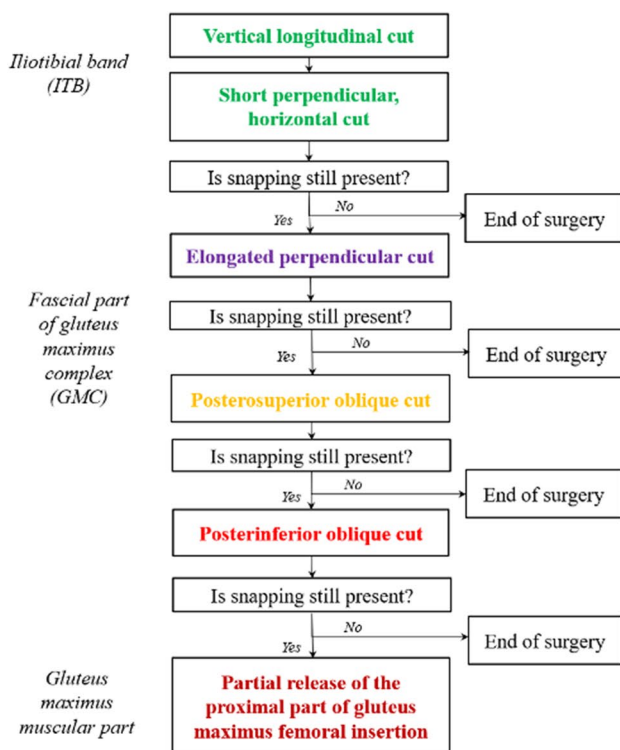 Iliotibial band
(ITB)
Vertical longitudinal cut
Short perpendicular,
horizontal cut
Is snapping still present?
No
Yes
End of surgery
Elongated perpendicular cut
Fascial part
of gluteus
maximus
complex
(GMC)
Is snapping still present?
No
Yes
End of surgery
Posterosuperior oblique cut
Is snapping still present?
No
Yes
End of surgery
Posterinferior oblique cut
Is snapping still present?
No
Yes
End of surgery
Gluteus
maximus
muscular part
Partial release of the
proximal part of gluteus
maximus femoral insertion